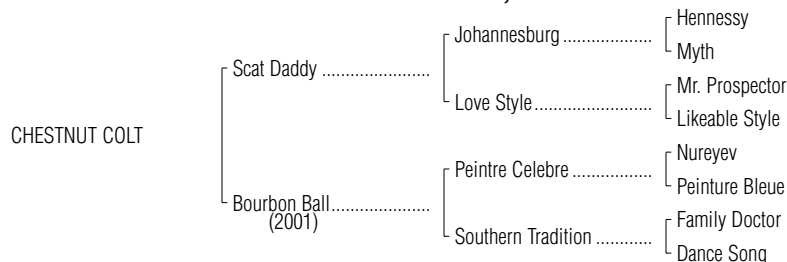 Johannesburg
Hennessy
Myth
Scat Daddy
Love Style
Mr. Prospector
Likeable Style
CHESTNUT COLT
Peintre Celebre
Nureyev
Peinture Bleue
Bourbon Ball
(2001)
Southern Tradition
Family Doctor
Dance Song